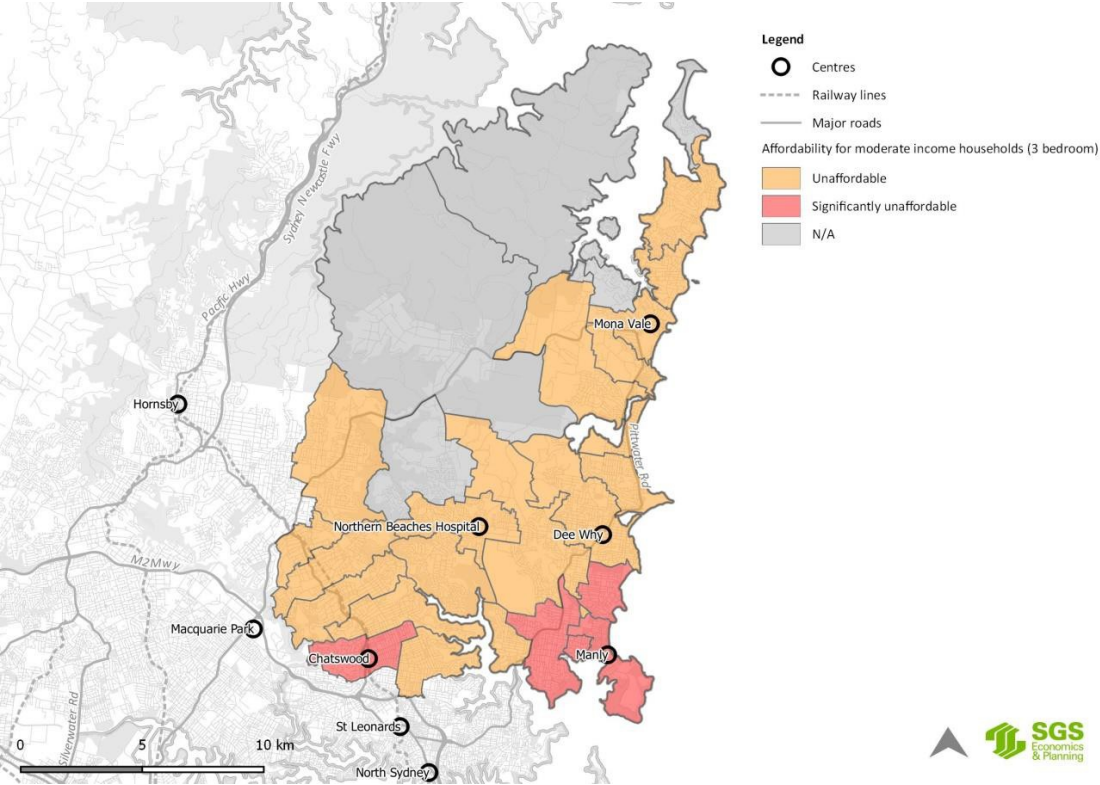 Legend
Centres
Railway lines
Major roads
Affordability for moderate income households (3 bedroom)
Unaffordable
Significantly unaffordable
N/A
Sydney Newcastle Fwy
Pacific Hwy
Mona Vale
Hornsby
Pittwater Rd
Northern Beaches Hospital
Dee Why
M2Mwy
Macquarie Park
Chatswood
Manly
Silverwater Rd
St Leonards
North Sydney
0 5 10 km
SGS
Economics
& Planning